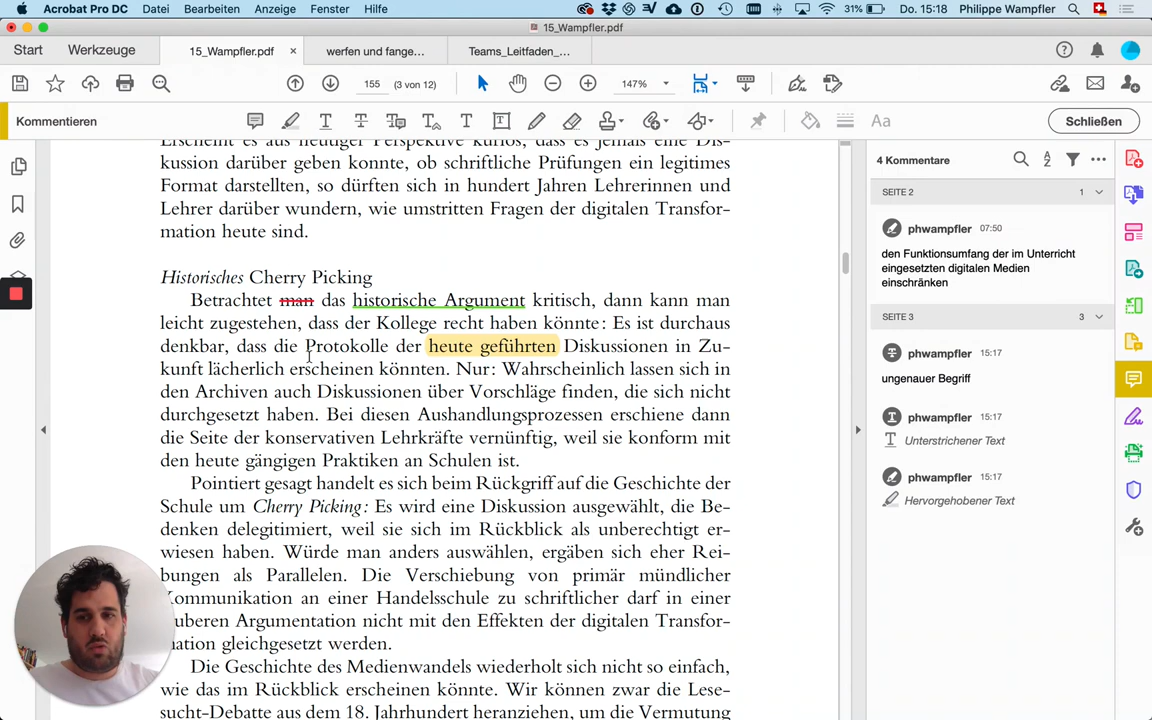 Acrobat Pro DC Datei Bearbeiten Anzeige Fenster Hilfe 31% Do. 15:18 Philippe Wampfler
15_Wampfler.pdf
Start Werkzeuge 15_Wampfler.pdf × werfen und fange... Teams_Leitfaden_...
155 (3 von 12) 147%
Kommentieren Aa Schließen
Erscheint es aus heutiger Perspektive kurios, dass es jemals eine Dis-
kussion darüber geben konnte, ob schriftliche Prüfungen ein legitimes
Format darstellten, so dürften sich in hundert Jahren Lehrerinnen und
Lehrer darüber wundern, wie umstritten Fragen der digitalen Transfor-
mation heute sind.
Historisches Cherry Picking
Betrachtet man das historische Argument kritisch, dann kann man
leicht zugestehen, dass der Kollege recht haben könnte: Es ist durchaus
denkbar, dass die Protokolle der heute geführten Diskussionen in Zu-
kunft lächerlich erscheinen könnten. Nur: Wahrscheinlich lassen sich in
den Archiven auch Diskussionen über Vorschläge finden, die sich nicht
durchgesetzt haben. Bei diesen Aushandlungsprozessen erschiene dann
die Seite der konservativen Lehrkräfte vernünftig, weil sie konform mit
den heute gängigen Praktiken an Schulen ist.
Pointiert gesagt handelt es sich beim Rückgriff auf die Geschichte der
Schule um Cherry Picking: Es wird eine Diskussion ausgewählt, die Be-
denken delegitimiert, weil sie sich im Rückblick als unberechtigt er-
wiesen haben. Würde man anders auswählen, ergäben sich eher Rei-
bungen als Parallelen. Die Verschiebung von primär mündlicher
Kommunikation an einer Handelsschule zu schriftlicher darf in einer
sauberen Argumentation nicht mit den Effekten der digitalen Transfor-
mation gleichgesetzt werden.
Die Geschichte des Medienwandels wiederholt sich nicht so einfach,
wie das im Rückblick erscheinen könnte. Wir können zwar die Lese-
sucht-Debatte aus dem 18. Jahrhundert heranziehen, um die Vermutung
4 Kommentare
SEITE 2 1
phwampfler 07:50
den Funktionsumfang der im Unterricht
eingesetzten digitalen Medien
einschränken
SEITE 3 3
phwampfler 15:17
ungenauer Begriff
phwampfler 15:17
Unterstrichener Text
phwampfler 15:17
Hervorgehobener Text